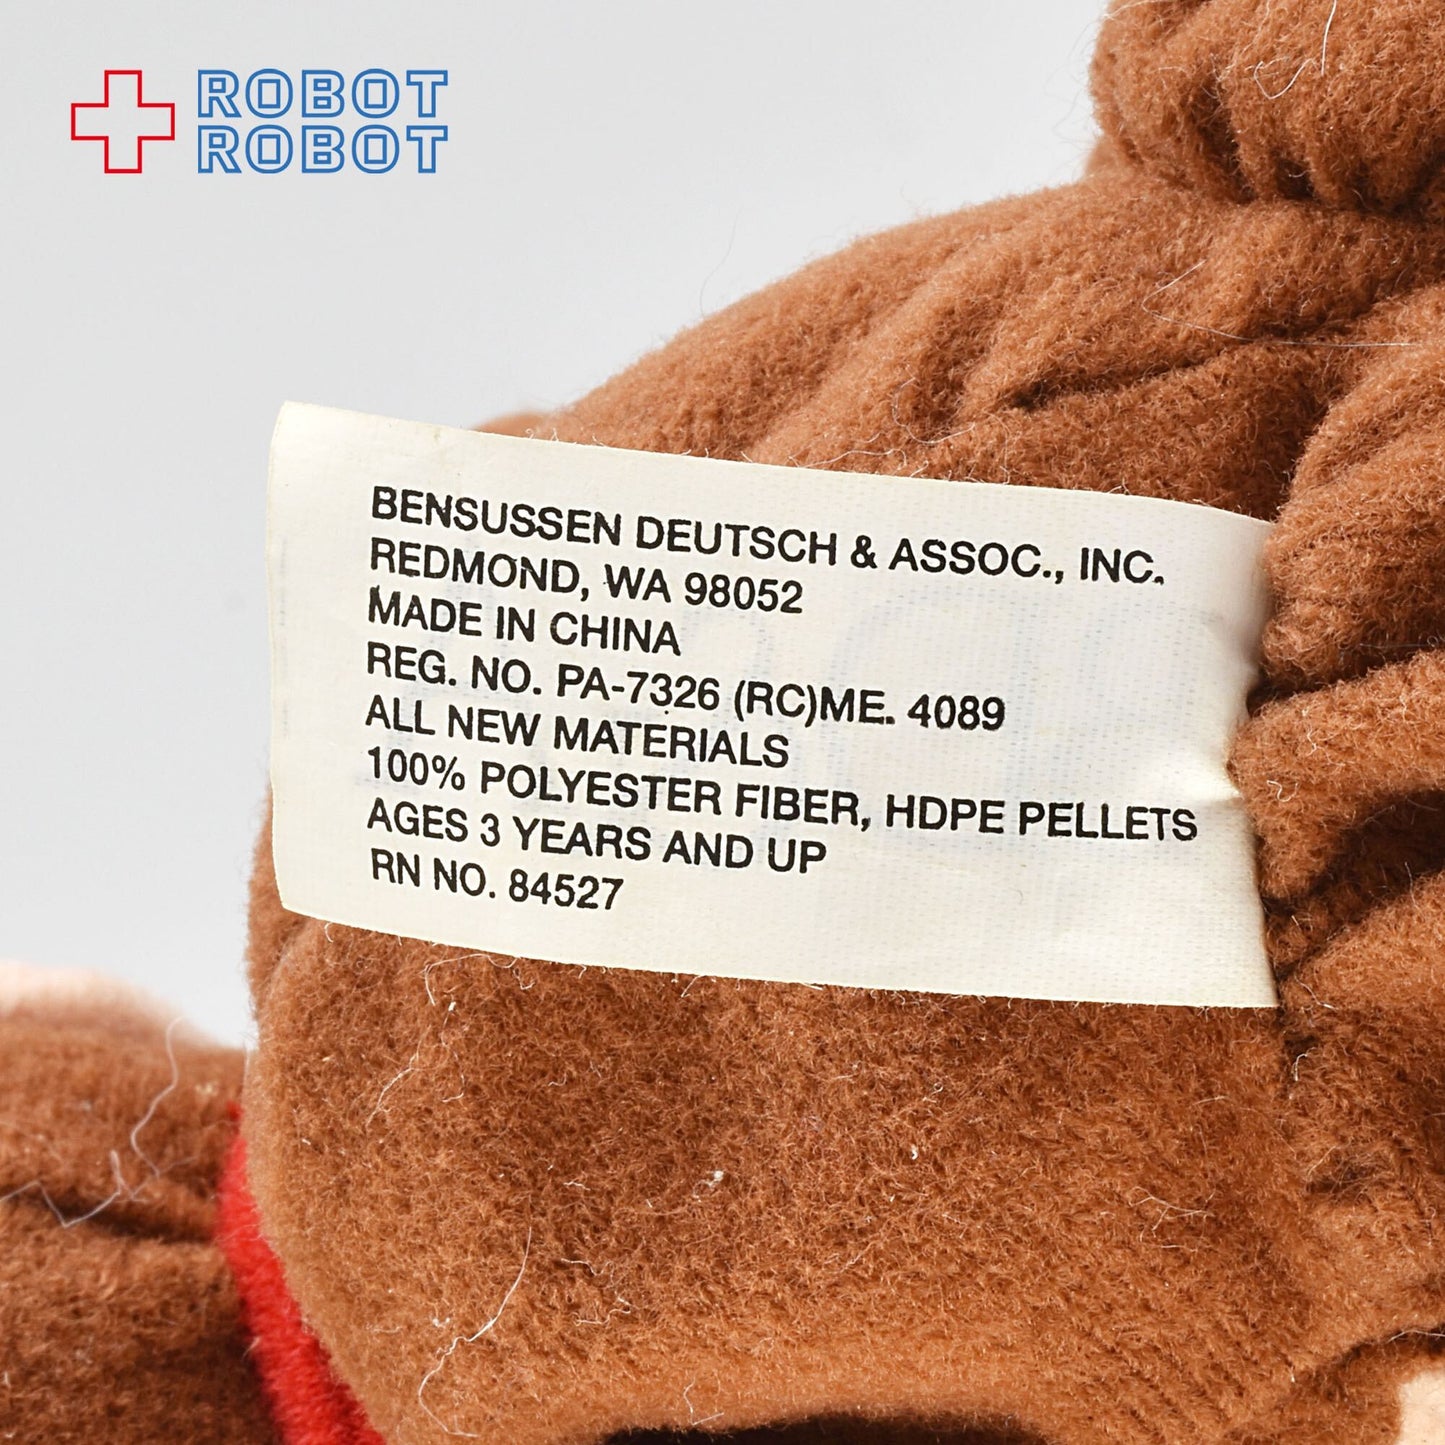 ROBOT
ROBOT
BENSUSSEN DEUTSCH & ASSOC., INC.
REDMOND, WA 98052
MADE IN CHINA
REG. NO. PA-7326 (RC)ME. 4089
ALL NEW MATERIALS
100% POLYESTER FIBER, HDPE PELLETS
AGES 3 YEARS AND UP
RN NO. 84527